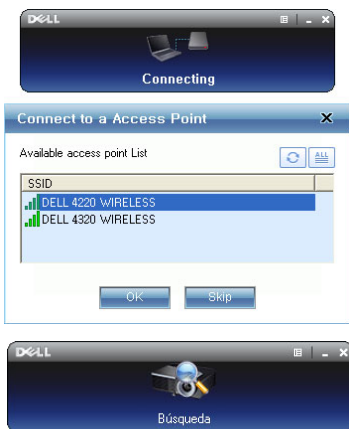 DELL
Connecting
Connect to a Access Point
Available access point List
ALL
SSID
DELL 4220 WIRELESS
DELL 4320 WIRELESS
OK
Skip
DELL
Búsqueda